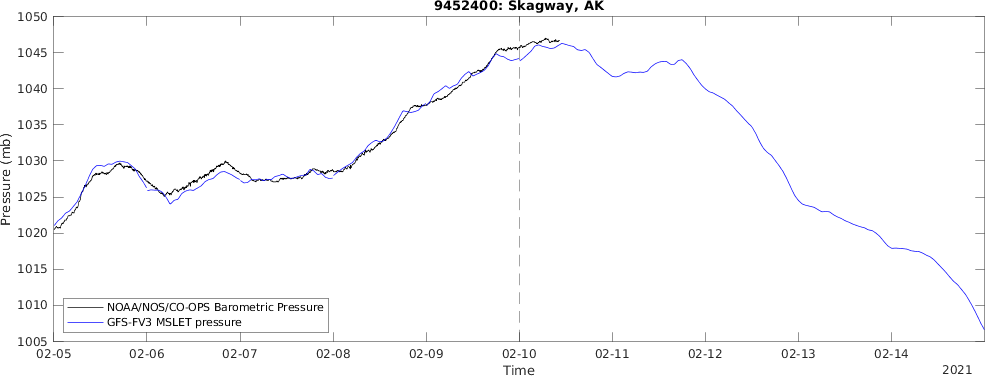 9452400: Skagway, AK
Pressure (mb)
1050
1045
1040
1035
1030
1025
1020
1015
1010
1005
NOAA/NOS/CO-OPS Barometric Pressure
GFS-FV3 MSLET pressure
02-05 02-06 02-07 02-08 02-09 02-10 02-11 02-12 02-13 02-14
Time
2021